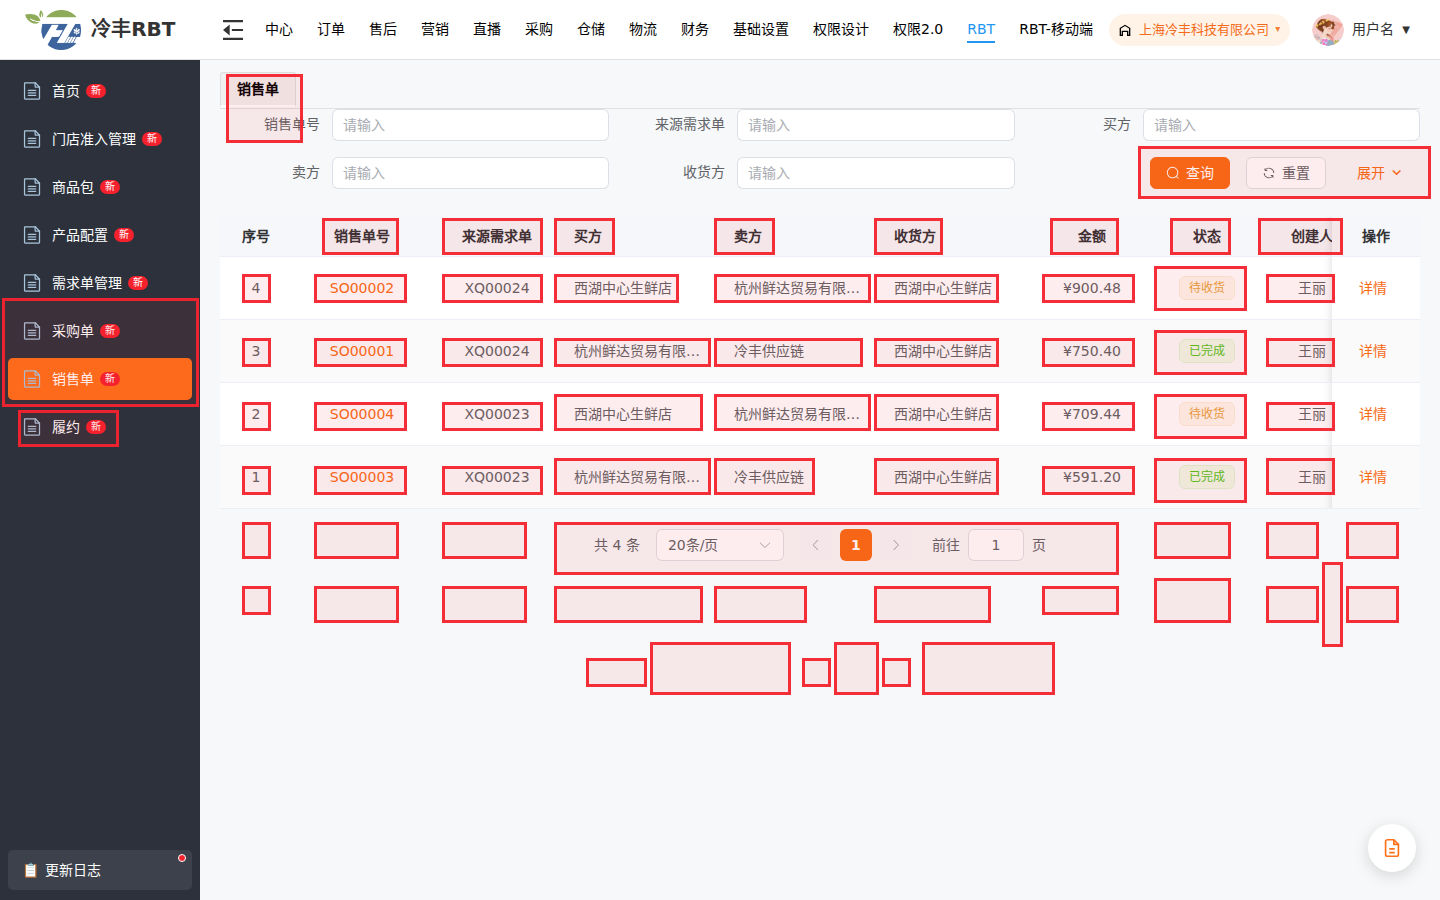 冷丰RBT
中心 订单 售后 营销 直播 采购 仓储 物流 财务 基础设置 权限设计 权限2.0 RBT RBT-移动端 上海冷丰科技有限公司 ▾ 用户名 ▼
首页 新
门店准入管理 新
商品包 新
产品配置 新
需求单管理 新
采购单 新
销售单 新
履约 新
更新日志
销售单
销售单号 请输入 来源需求单 请输入 买方 请输入
卖方 请输入 收货方 请输入 查询 重置 展开
序号 销售单号 来源需求单 买方 卖方 收货方 金额 状态 创建人 操作
4 SO00002 XQ00024 西湖中心生鲜店 杭州鲜达贸易有限... 西湖中心生鲜店 ¥900.48 待收货 王丽 详情
3 SO00001 XQ00024 杭州鲜达贸易有限... 冷丰供应链 西湖中心生鲜店 ¥750.40 已完成 王丽 详情
2 SO00004 XQ00023 西湖中心生鲜店 杭州鲜达贸易有限... 西湖中心生鲜店 ¥709.44 待收货 王丽 详情
1 SO00003 XQ00023 杭州鲜达贸易有限... 冷丰供应链 西湖中心生鲜店 ¥591.20 已完成 王丽 详情
共 4 条 20条/页 1 前往 1 页